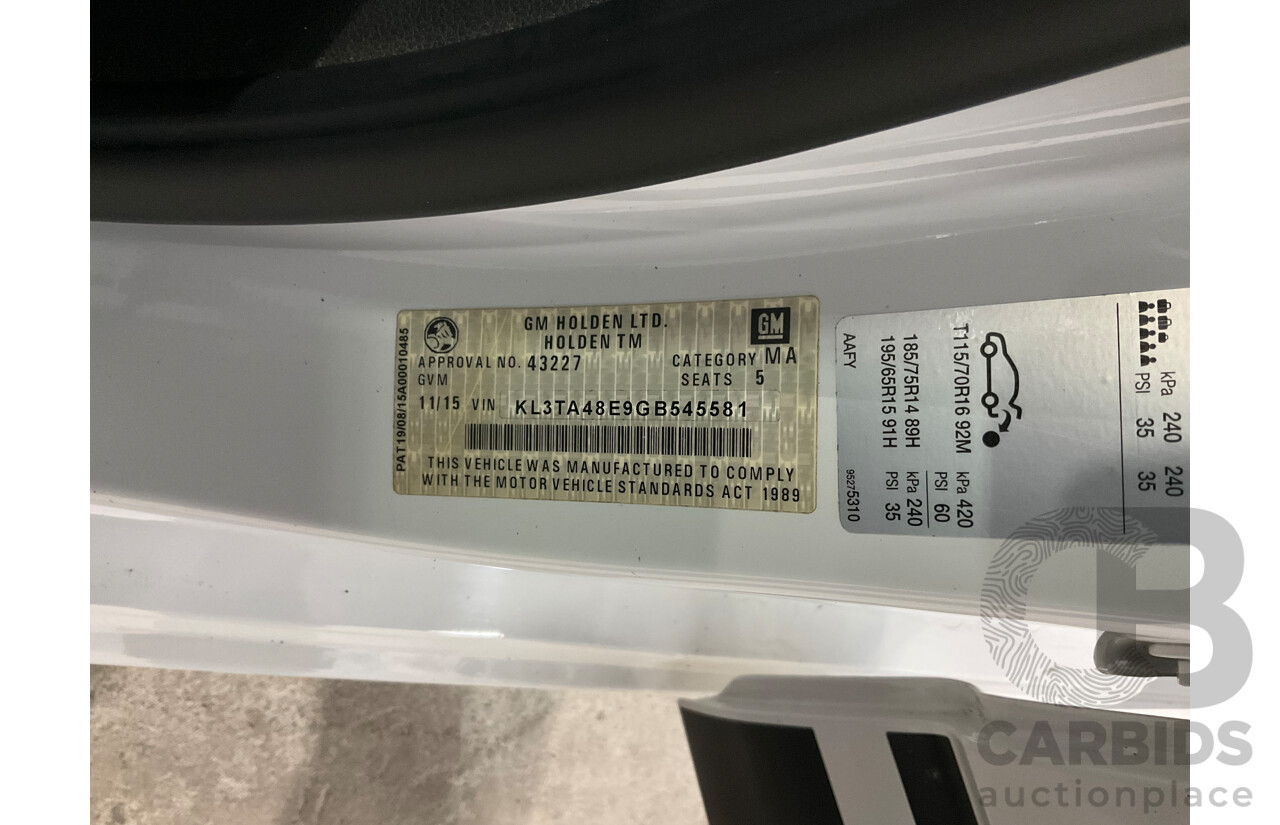 GM HOLDEN LTD.
HOLDEN TM
GM
APPROVAL NO. 43227
CATEGORY MA
GVM
SEATS 5
11/15 VIN KL3TA48E9GB545581
THIS VEHICLE WAS MANUFACTURED TO COMPLY
WITH THE MOTOR VEHICLE STANDARDS ACT 1989
PAT19/08/15A00010485
kPa 240 240
PSI 35 35
T115/70R16 92M kPa 420
PSI 60
185/75R14 89H kPa 240
195/65R15 91H PSI 35
AAFY
95275310
CB
CARBIDS
auctionplace